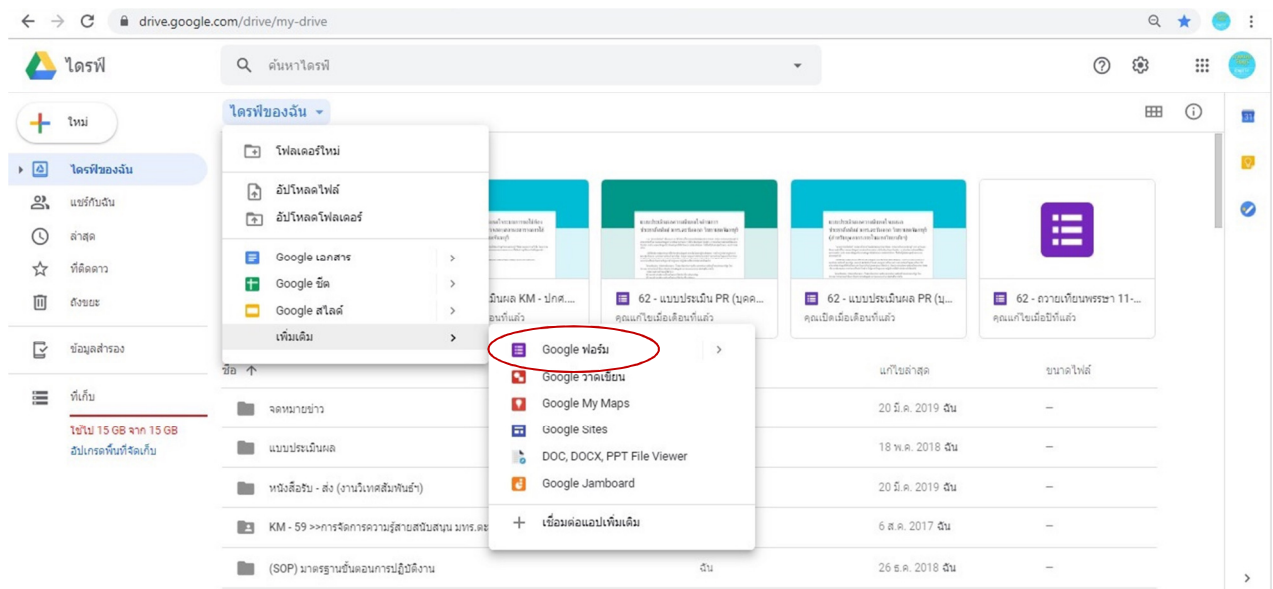 drive.google.com/drive/my-drive
ไดรฟ์
ค้นหาไดรฟ์
ใหม่
ไดรฟ์ของฉัน
ไดรฟ์ของฉัน
แชร์กับฉัน
ล่าสุด
ที่ติดดาว
ถังขยะ
ข้อมูลสำรอง
ที่เก็บ
ใช้ไป 15 GB จาก 15 GB
อัปเกรดพื้นที่จัดเก็บ
โฟลเดอร์ใหม่
อัปโหลดไฟล์
อัปโหลดโฟลเดอร์
Google เอกสาร
Google ชีต
Google สไลด์
เพิ่มเติม
Google ฟอร์ม
Google วาดเขียน
Google My Maps
Google Sites
DOC, DOCX, PPT File Viewer
Google Jamboard
เชื่อมต่อแอปเพิ่มเติม
31
เมินผล KM - ปกศ....
อนที่แล้ว
62 - แบบประเมิน PR (บุคค...
คุณแก้ไขเมื่อเดือนที่แล้ว
62 - แบบประเมินผล PR (บุ...
คุณเปิดเมื่อเดือนที่แล้ว
62 - ถวายเทียนพรรษา 11-...
คุณแก้ไขเมื่อปีที่แล้ว
ชื่อ
แก้ไขล่าสุด
ขนาดไฟล์
จดหมายข่าว
20 มี.ค. 2019 ฉัน
–
แบบประเมินผล
18 พ.ค. 2018 ฉัน
–
หนังสือรับ - ส่ง (งานวิเทศสัมพันธ์ฯ)
20 มี.ค. 2019 ฉัน
–
KM - 59 >>การจัดการความรู้สายสนับสนุน มทร.ตะ
6 ส.ค. 2017 ฉัน
–
(SOP) มาตรฐานขั้นตอนการปฏิบัติงาน
ฉัน
26 ธ.ค. 2018 ฉัน
–